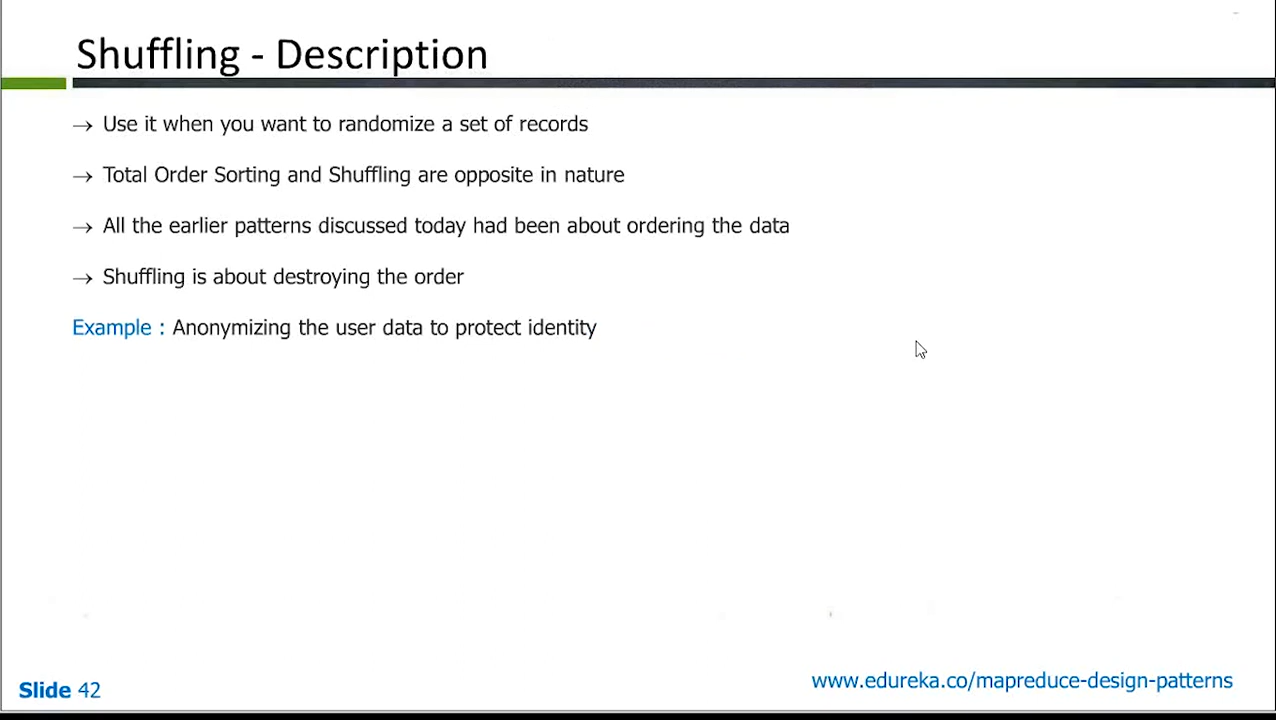 Shuffling - Description
→ Use it when you want to randomize a set of records
→ Total Order Sorting and Shuffling are opposite in nature
→ All the earlier patterns discussed today had been about ordering the data
→ Shuffling is about destroying the order
Example : Anonymizing the user data to protect identity
Slide 42
www.edureka.co/mapreduce-design-patterns